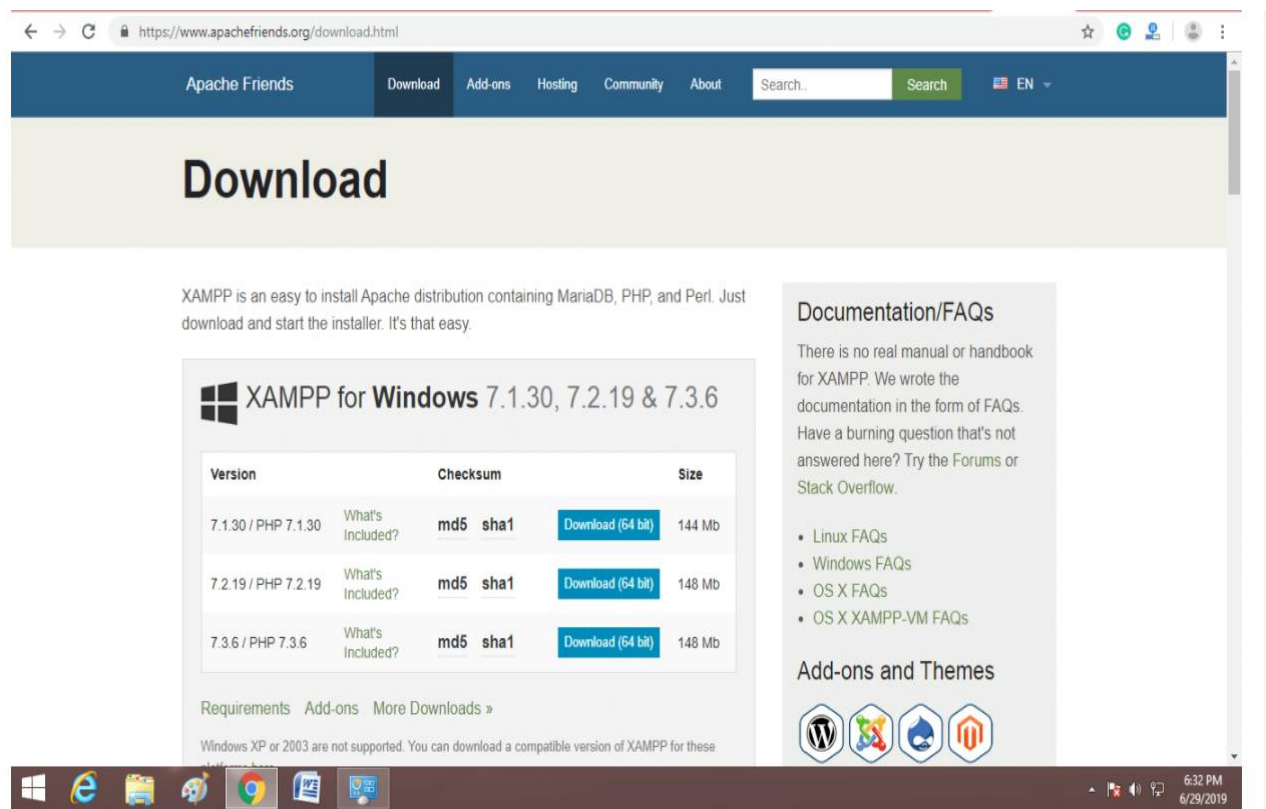 https://www.apachefriends.org/download.html
Apache Friends
Download
Add-ons
Hosting
Community
About
Search..
Search
EN
Download
XAMPP is an easy to install Apache distribution containing MariaDB, PHP, and Perl. Just
download and start the installer. It's that easy.
XAMPP for Windows 7.1.30, 7.2.19 & 7.3.6
Version Checksum Size
7.1.30 / PHP 7.1.30 What's Included? md5 sha1 Download (64 bit) 144 Mb
7.2.19 / PHP 7.2.19 What's Included? md5 sha1 Download (64 bit) 148 Mb
7.3.6 / PHP 7.3.6 What's Included? md5 sha1 Download (64 bit) 148 Mb
Requirements Add-ons More Downloads »
Windows XP or 2003 are not supported. You can download a compatible version of XAMPP for these
Documentation/FAQs
There is no real manual or handbook
for XAMPP. We wrote the
documentation in the form of FAQs.
Have a burning question that's not
answered here? Try the Forums or
Stack Overflow.
• Linux FAQs
• Windows FAQs
• OS X FAQs
• OS X XAMPP-VM FAQs
Add-ons and Themes
6:32 PM
6/29/2019